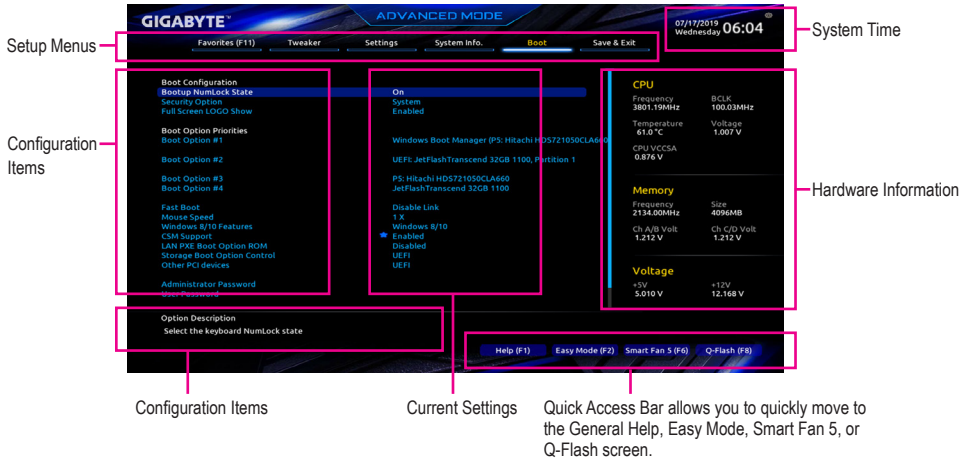 GIGABYTE™
ADVANCED MODE
07/17/2019
Wednesday 06:04
System Time
Setup Menus
Favorites (F11) Tweaker Settings System Info. Boot Save & Exit
Configuration
Items
Boot Configuration
Bootup NumLock State On
Security Option System
Full Screen LOGO Show Enabled
Boot Option Priorities
Boot Option #1 Windows Boot Manager (P5: Hitachi HDS721050CLA660
Boot Option #2 UEFI: JetFlashTranscend 32GB 1100, Partition 1
Boot Option #3 P5: Hitachi HDS721050CLA660
Boot Option #4 JetFlashTranscend 32GB 1100
Fast Boot Disable Link
Mouse Speed 1 X
Windows 8/10 Features Windows 8/10
CSM Support Enabled
LAN PXE Boot Option ROM Disabled
Storage Boot Option Control UEFI
Other PCI devices UEFI
Administrator Password
User Password
CPU
Frequency BCLK
3801.19MHz 100.03MHz
Temperature Voltage
61.0 °C 1.007 V
CPU VCCSA
0.876 V
Memory
Frequency Size
2134.00MHz 4096MB
Ch A/B Volt Ch C/D Volt
1.212 V 1.212 V
Voltage
+5V +12V
5.010 V 12.168 V
Hardware Information
Option Description
Select the keyboard NumLock state
Help (F1) Easy Mode (F2) Smart Fan 5 (F6) Q-Flash (F8)
Configuration Items
Current Settings
Quick Access Bar allows you to quickly move to
the General Help, Easy Mode, Smart Fan 5, or
Q-Flash screen.